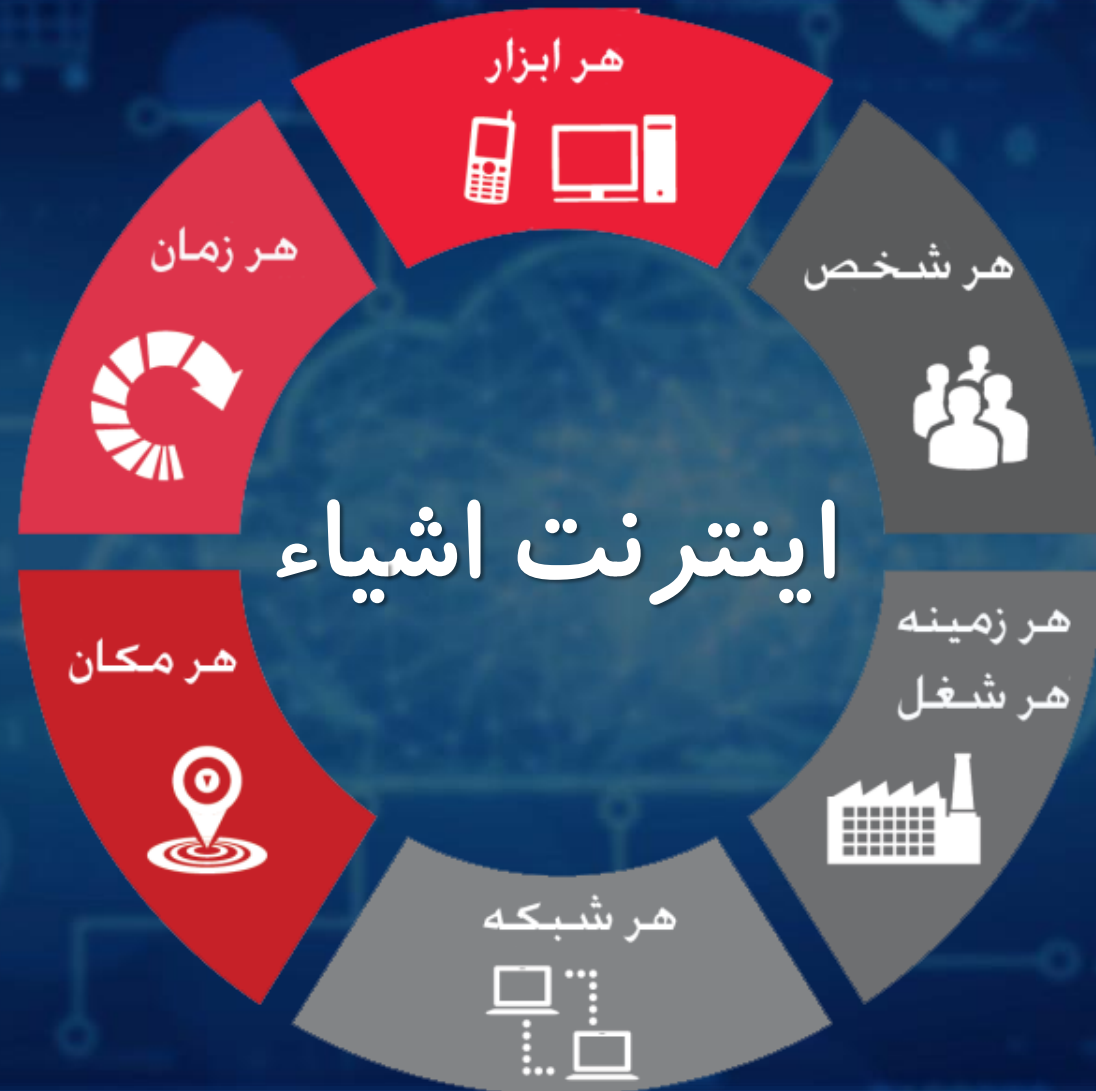 هر ابزار
هر شخص
هر زمان
اینترنت اشیاء
هر زمینه
هر شغل
هر مکان
هر شبکه